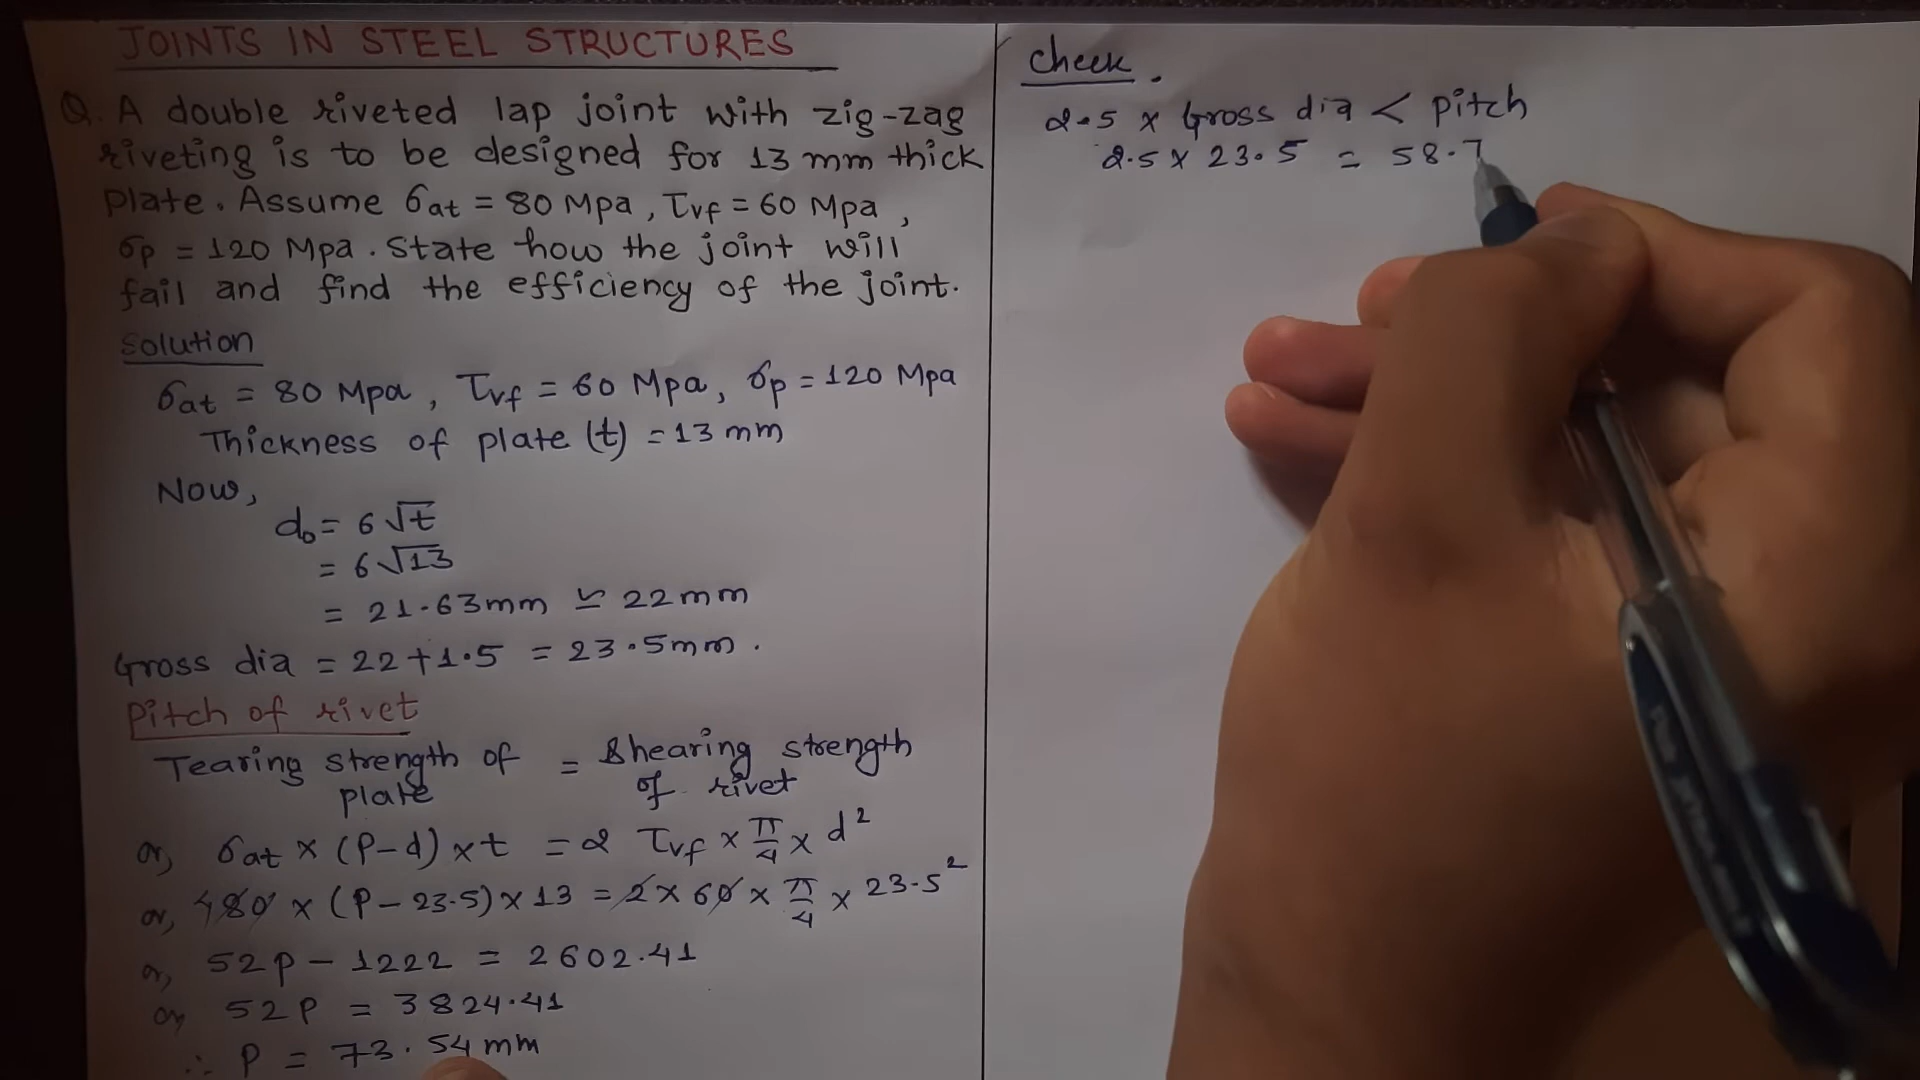 JOINTS IN STEEL STRUCTURES
Q. A double riveted lap joint with zig-zag
riveting is to be designed for 13 mm thick
plate. Assume σat = 80 Mpa, τvf = 60 Mpa,
σp = 120 Mpa. State how the joint will
fail and find the efficiency of the joint.
Solution
σat = 80 Mpa, τvf = 60 Mpa, σp = 120 Mpa
Thickness of plate (t) = 13 mm
Now,
d₀ = 6√t
= 6√13
= 21.63mm ≃ 22mm
Gross dia = 22+1.5 = 23.5mm.
Pitch of rivet
Tearing strength of plate = Shearing strength of rivet
or, σat × (P-d) × t = 2 τvf × π/4 × d²
or, 480 × (P-23.5) × 13 = 2 × 60 × π/4 × 23.5²
or, 52P - 1222 = 2602.41
or, 52P = 3824.41
∴ P = 73.54mm
Check.
2.5 × Gross dia < Pitch
2.5 × 23.5 = 58.7